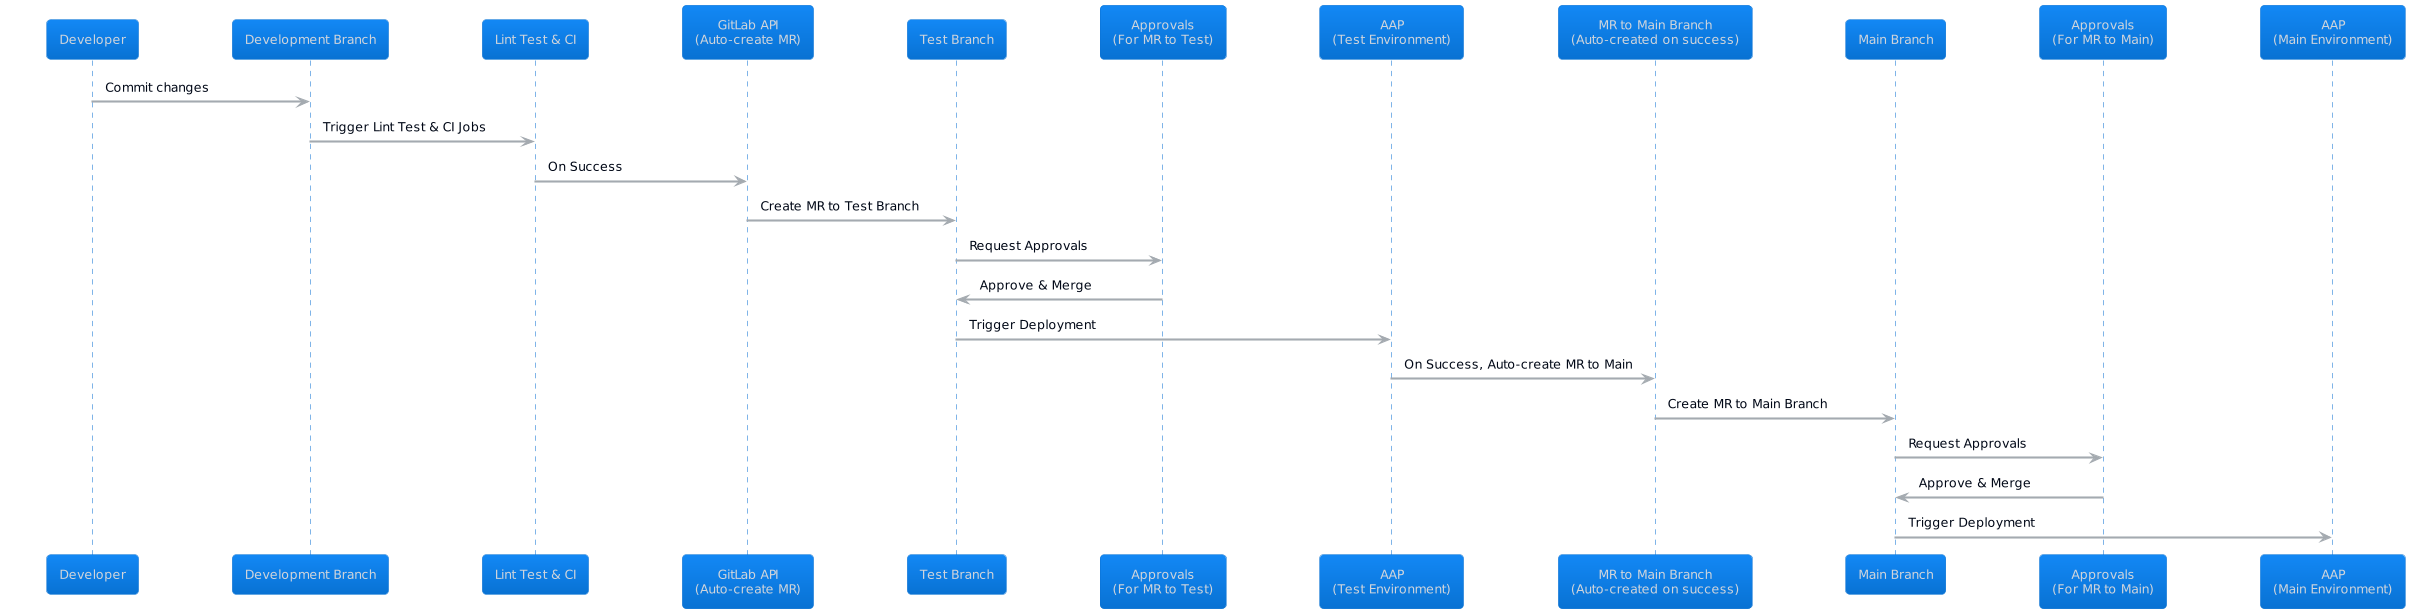 Developer
Development Branch
Lint Test & CI
GitLab API
(Auto-create MR)
Test Branch
Approvals
(For MR to Test)
AAP
(Test Environment)
MR to Main Branch
(Auto-created on success)
Main Branch
Approvals
(For MR to Main)
AAP
(Main Environment)
Commit changes
Trigger Lint Test & CI Jobs
On Success
Create MR to Test Branch
Request Approvals
Approve & Merge
Trigger Deployment
On Success, Auto-create MR to Main
Create MR to Main Branch
Request Approvals
Approve & Merge
Trigger Deployment
Developer
Development Branch
Lint Test & CI
GitLab API
(Auto-create MR)
Test Branch
Approvals
(For MR to Test)
AAP
(Test Environment)
MR to Main Branch
(Auto-created on success)
Main Branch
Approvals
(For MR to Main)
AAP
(Main Environment)